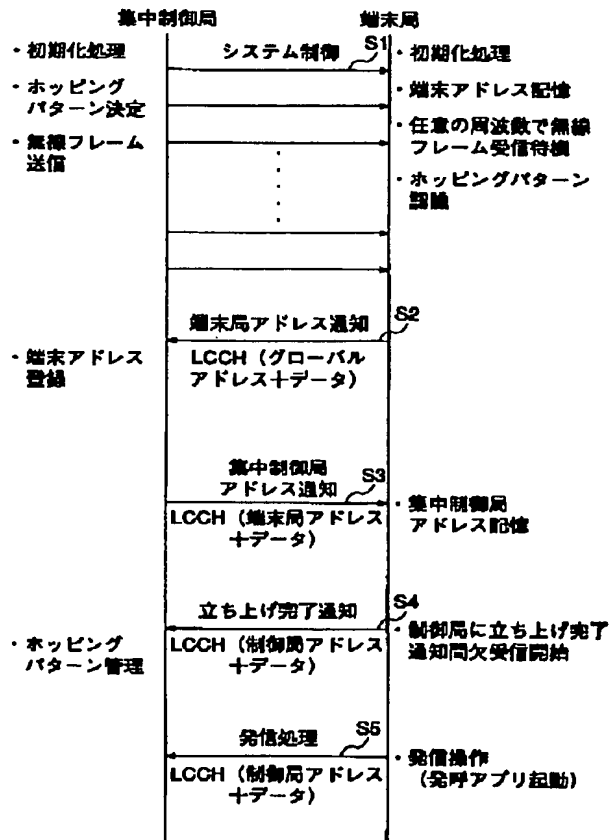 集中制御局
端末局
・初期化処理
システム制御
S1
・初期化処理
・ホッピング
パターン決定
・端末アドレス記憶
・無線フレーム
送信
・任意の周波数で無線
フレーム受信待機
・ホッピングパターン
認識
端末局アドレス通知
S2
・端末アドレス
登録
LCCH（グローバル
アドレス＋データ）
集中制御局
アドレス通知
S3
LCCH（端末局アドレス
＋データ）
・集中制御局
アドレス記憶
立ち上げ完了通知
S4
・ホッピング
パターン管理
LCCH（制御局アドレス
＋データ）
・制御局に立ち上げ完了
通知間欠受信開始
発信処理
S5
LCCH（制御局アドレス
＋データ）
・発信操作
（発呼アプリ起動）